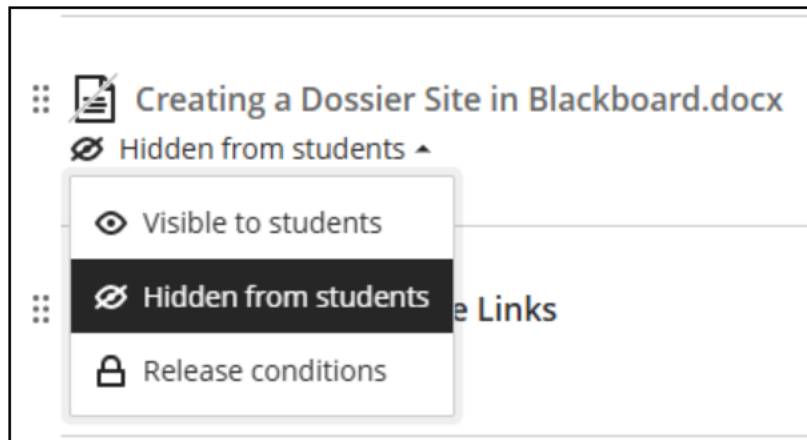 Creating a Dossier Site in Blackboard.docx
Hidden from students
Visible to students
Hidden from students
Links
Release conditions